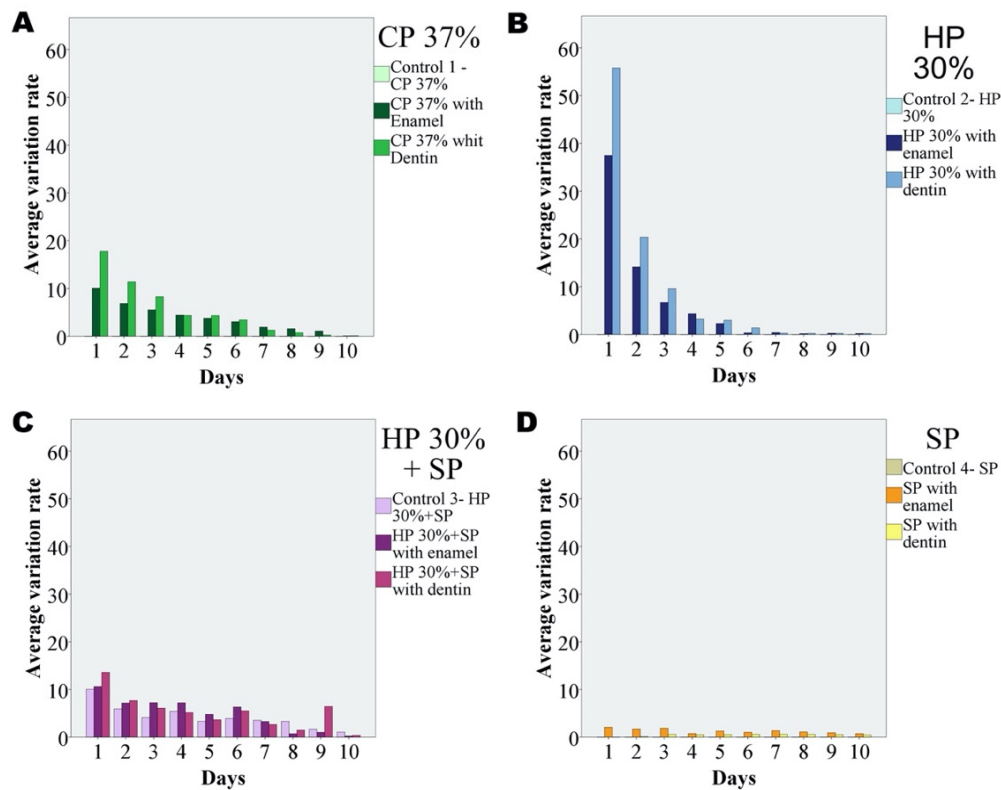 A
CP 37%
Control 1 -
CP 37%
CP 37% with
Enamel
CP 37% whit
Dentin
Average variation rate
60
50
40
30
20
10
0
1 2 3 4 5 6 7 8 9 10
Days
B
HP
30%
Control 2- HP
30%
HP 30% with
enamel
HP 30% with
dentin
Average variation rate
60
50
40
30
20
10
0
1 2 3 4 5 6 7 8 9 10
Days
C
HP 30%
+ SP
Control 3- HP
30%+SP
HP 30%+SP
with enamel
HP 30%+SP
with dentin
Average variation rate
60
50
40
30
20
10
0
1 2 3 4 5 6 7 8 9 10
Days
D
SP
Control 4- SP
SP with
enamel
SP with
dentin
Average variation rate
60
50
40
30
20
10
0
1 2 3 4 5 6 7 8 9 10
Days